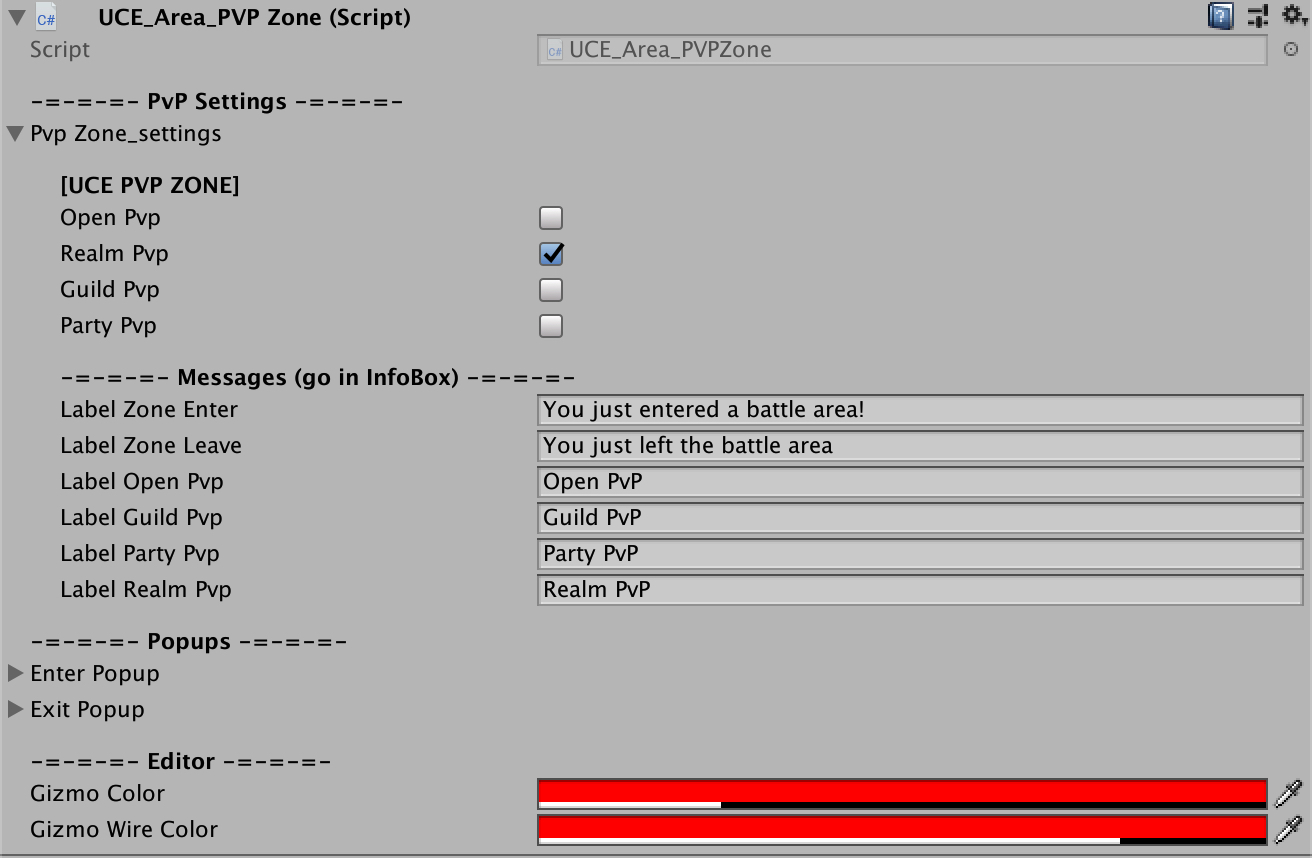 C# UCE_Area_PVP Zone (Script) ?
Script C# UCE_Area_PVPZone
-=-=-=- PvP Settings -=-=-=-
Pvp Zone_settings
[UCE PVP ZONE]
Open Pvp
Realm Pvp
Guild Pvp
Party Pvp
-=-=-=- Messages (go in InfoBox) -=-=-=-
Label Zone Enter You just entered a battle area!
Label Zone Leave You just left the battle area
Label Open Pvp Open PvP
Label Guild Pvp Guild PvP
Label Party Pvp Party PvP
Label Realm Pvp Realm PvP
-=-=-=- Popups -=-=-=-
Enter Popup
Exit Popup
-=-=-=- Editor -=-=-=-
Gizmo Color
Gizmo Wire Color